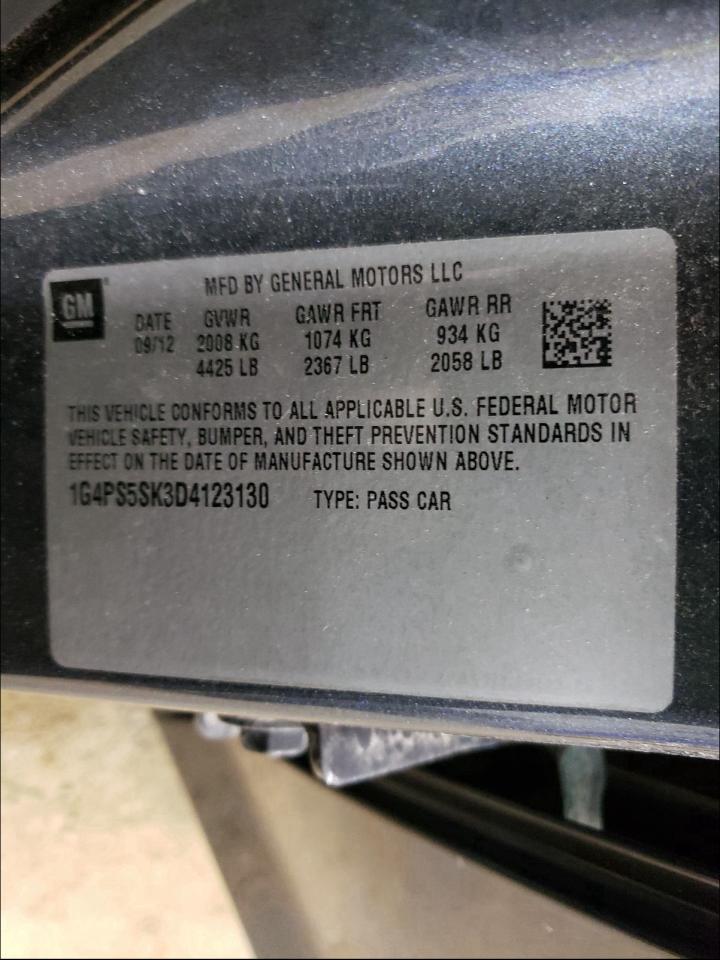 GM
MFD BY GENERAL MOTORS LLC
DATE GVWR GAWR FRT GAWR RR
09/12 2008 KG 1074 KG 934 KG
4425 LB 2367 LB 2058 LB
THIS VEHICLE CONFORMS TO ALL APPLICABLE U.S. FEDERAL MOTOR
VEHICLE SAFETY, BUMPER, AND THEFT PREVENTION STANDARDS IN
EFFECT ON THE DATE OF MANUFACTURE SHOWN ABOVE.
1G4PS5SK3D4123130 TYPE: PASS CAR